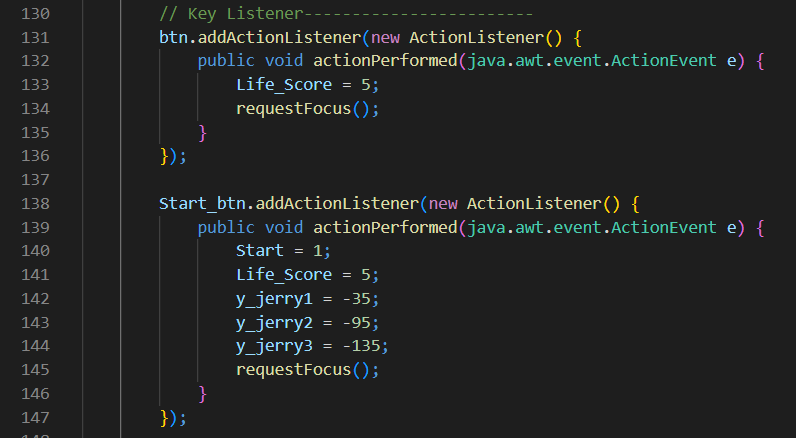 130 // Key Listener------------------------
131 btn.addActionListener(new ActionListener() {
132 public void actionPerformed(java.awt.event.ActionEvent e) {
133 Life_Score = 5;
134 requestFocus();
135 }
136 });
137
138 Start_btn.addActionListener(new ActionListener() {
139 public void actionPerformed(java.awt.event.ActionEvent e) {
140 Start = 1;
141 Life_Score = 5;
142 y_jerry1 = -35;
143 y_jerry2 = -95;
144 y_jerry3 = -135;
145 requestFocus();
146 }
147 });